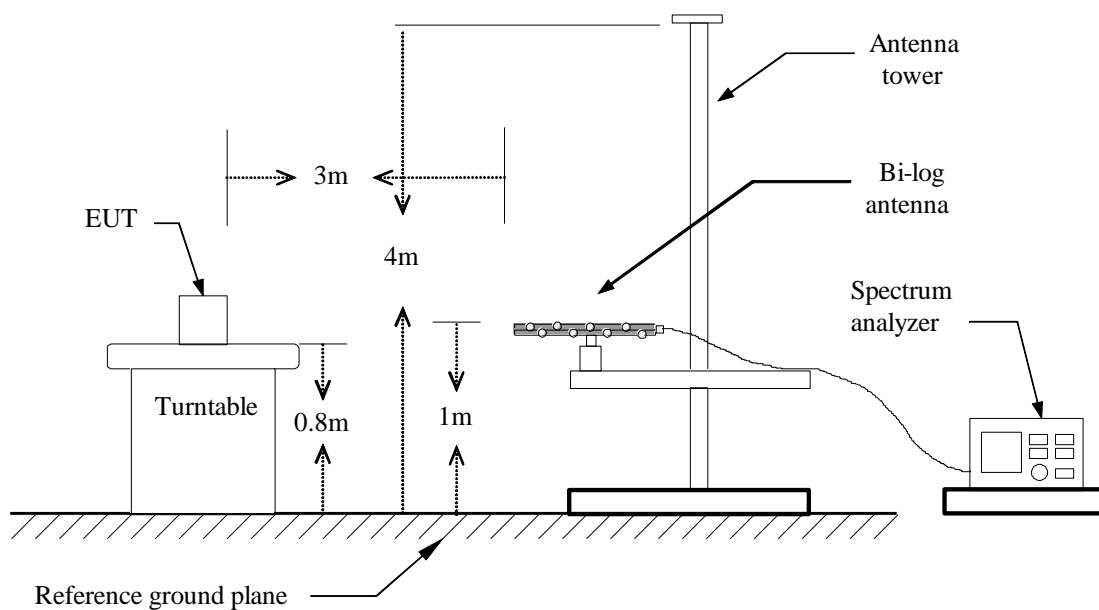 Antenna
tower
3m
Bi-log
antenna
EUT
4m
Spectrum
analyzer
Turntable
0.8m
1m
Reference ground plane